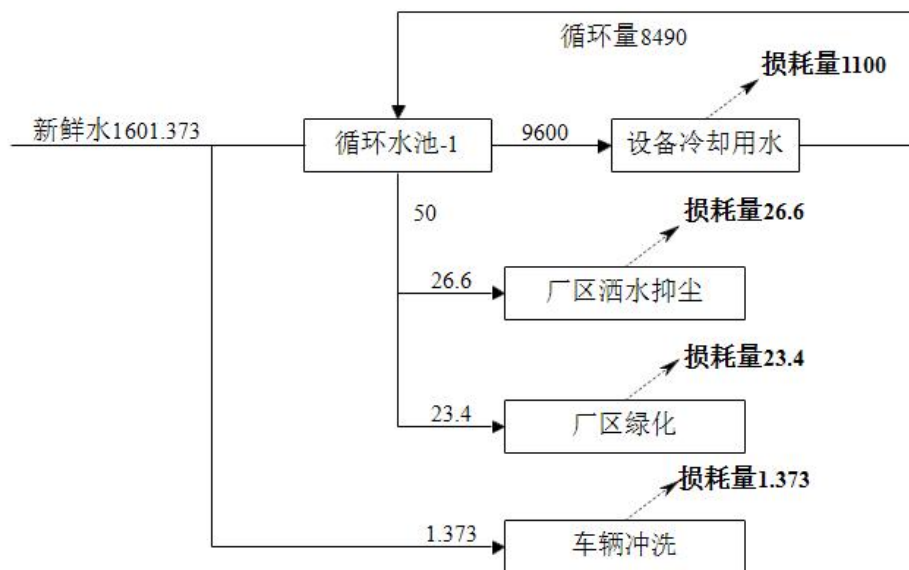 循环量8490
损耗量1100
新鲜水1601.373
循环水池-1
9600
设备冷却用水
50
损耗量26.6
26.6
厂区洒水抑尘
损耗量23.4
23.4
厂区绿化
损耗量1.373
1.373
车辆冲洗